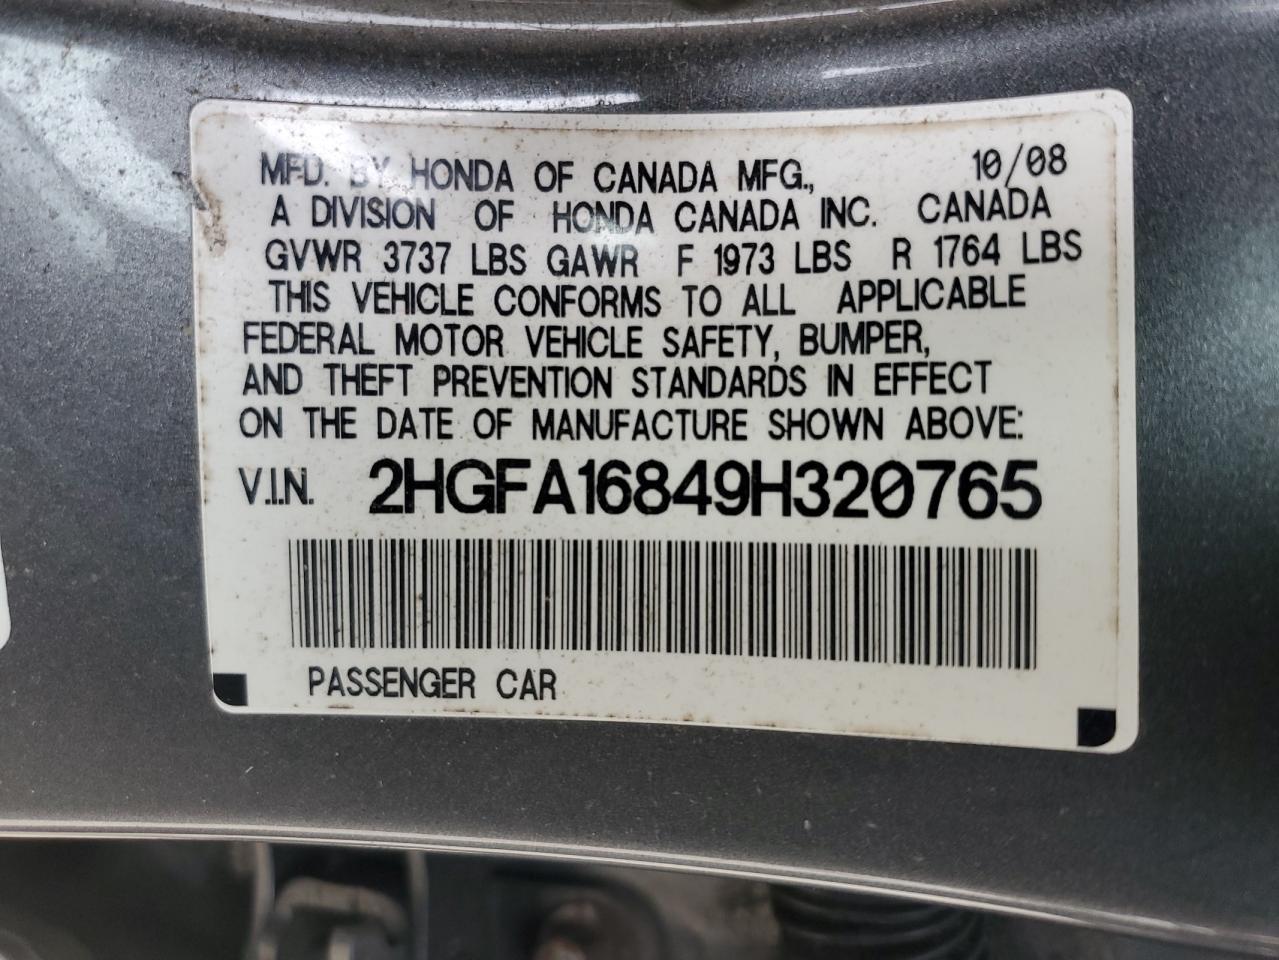 MFD. BY HONDA OF CANADA MFG., 10/08
A DIVISION OF HONDA CANADA INC. CANADA
GVWR 3737 LBS GAWR F 1973 LBS R 1764 LBS
THIS VEHICLE CONFORMS TO ALL APPLICABLE
FEDERAL MOTOR VEHICLE SAFETY, BUMPER,
AND THEFT PREVENTION STANDARDS IN EFFECT
ON THE DATE OF MANUFACTURE SHOWN ABOVE:
V.I.N. 2HGFA16849H320765
PASSENGER CAR